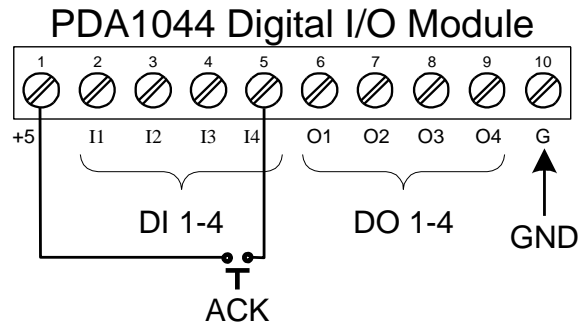 PDA1044 Digital I/O Module
1 2 3 4 5 6 7 8 9 10
+5 I1 I2 I3 I4 O1 O2 O3 O4 G
DI 1-4 DO 1-4 GND
ACK